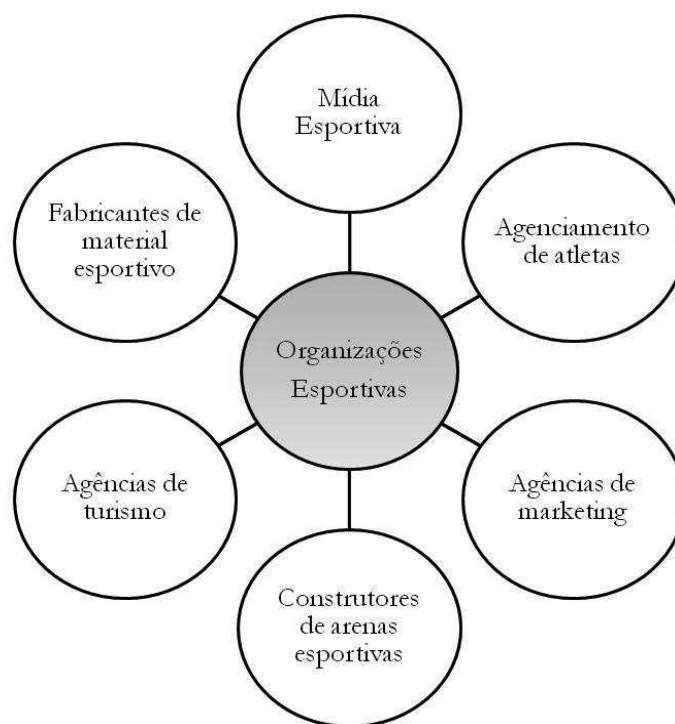 Mídia
Esportiva
Fabricantes de
material
esportivo
Agenciamento
de atletas
Organizações
Esportivas
Agências de
turismo
Agências de
marketing
Construtores
de arenas
esportivas